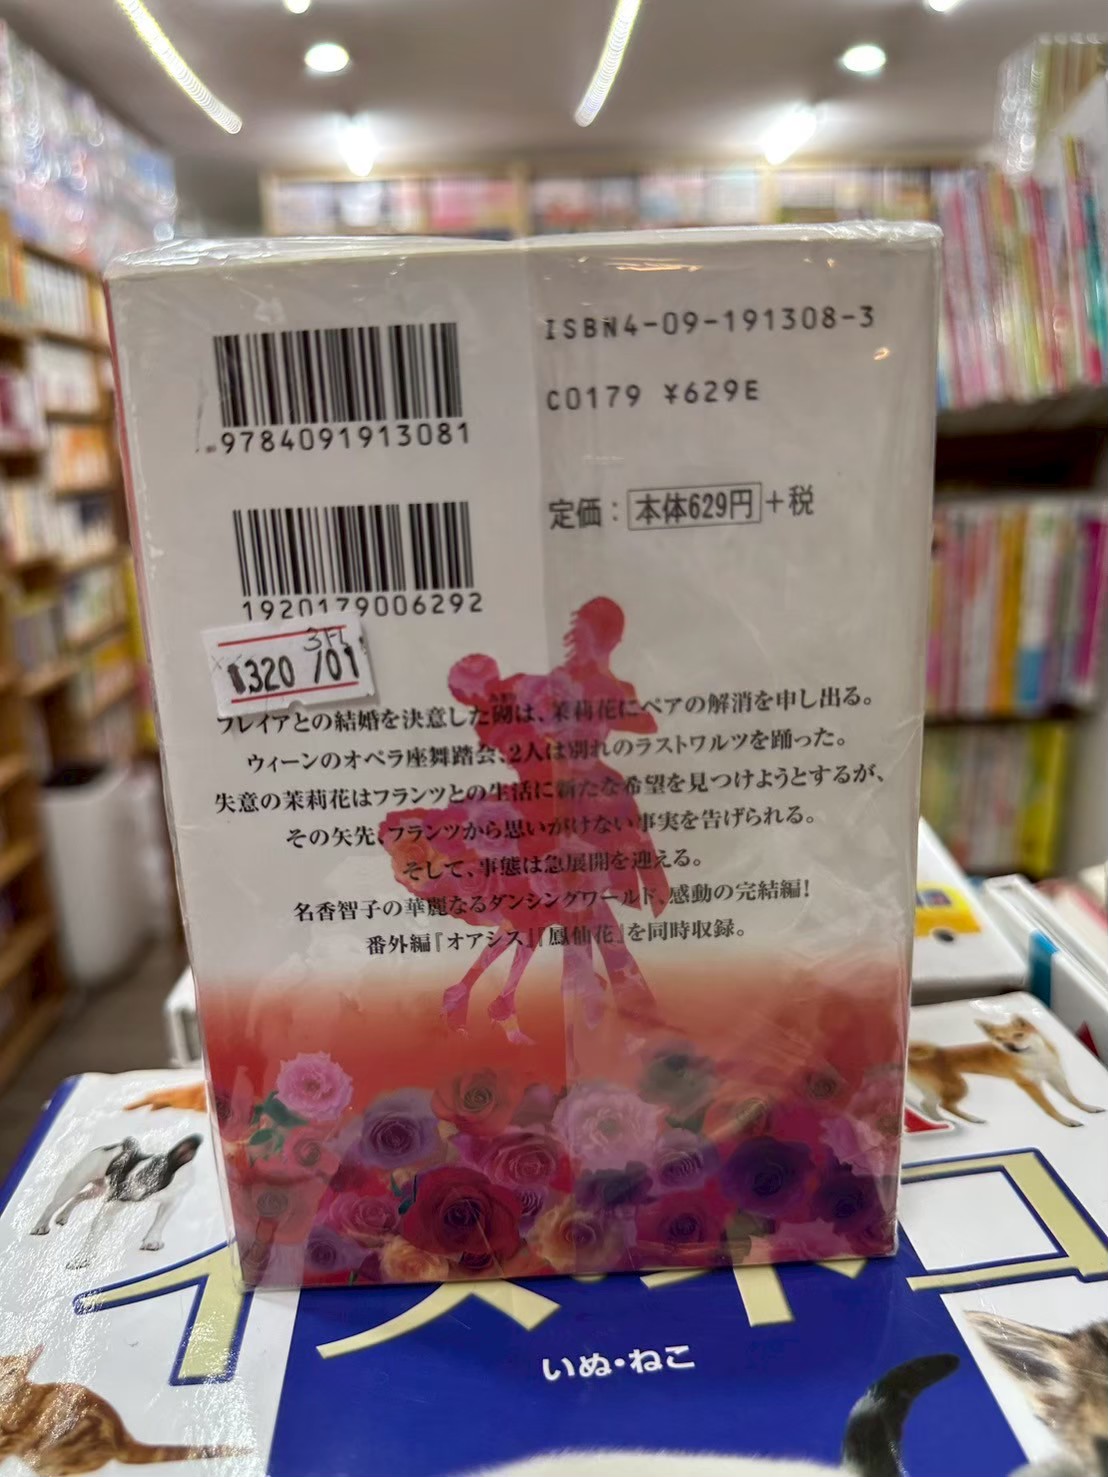 ISBN4-09-191308-3
C0179 ¥629E
9784091913081
定価：本体629円+税
1920179006292
¥320 /01
フレイアとの結婚を決意した砌は、茉莉花にペアの解消を申し出る。
ウィーンのオペラ座舞踏会、2人は別れのラストワルツを踊った。
失意の茉莉花はフランツとの生活に新たな希望を見つけようとするが、
その矢先、フランツから思いがけない事実を告げられる。
そして、事態は急展開を迎える。
名香智子の華麗なるダンシングワールド、感動の完結編!
番外編『オアシス』『鳳仙花』を同時収録。
イヌ・ネコ
いぬ・ねこ